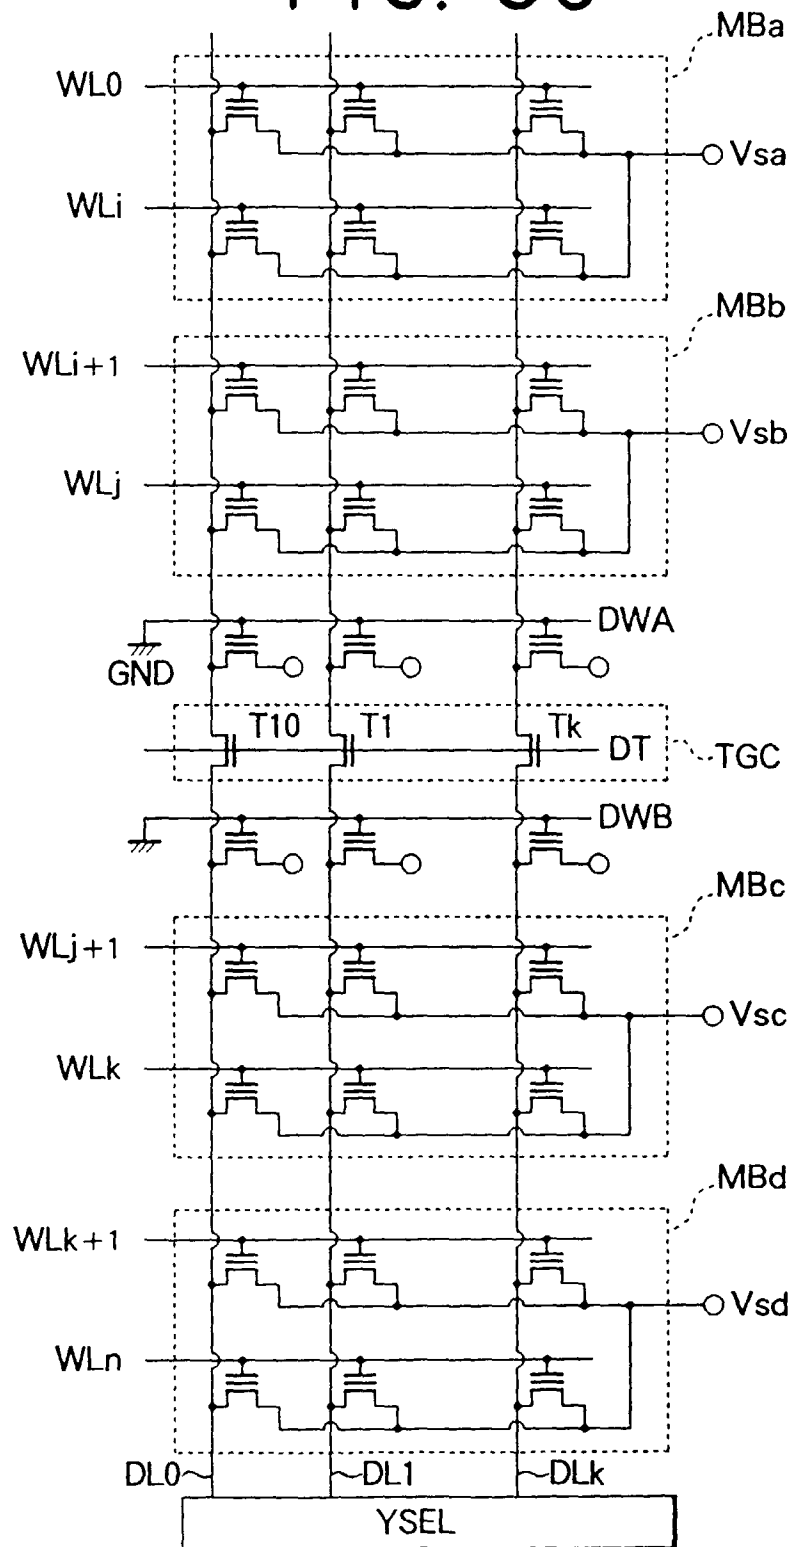 MBa
WL0
Vsa
WLi
MBb
WLi+1
Vsb
WLj
DWA
GND
T10 T1 Tk
DT
TGC
DWB
MBc
WLj+1
Vsc
WLk
MBd
WLk+1
Vsd
WLn
DL0 DL1 DLk
YSEL